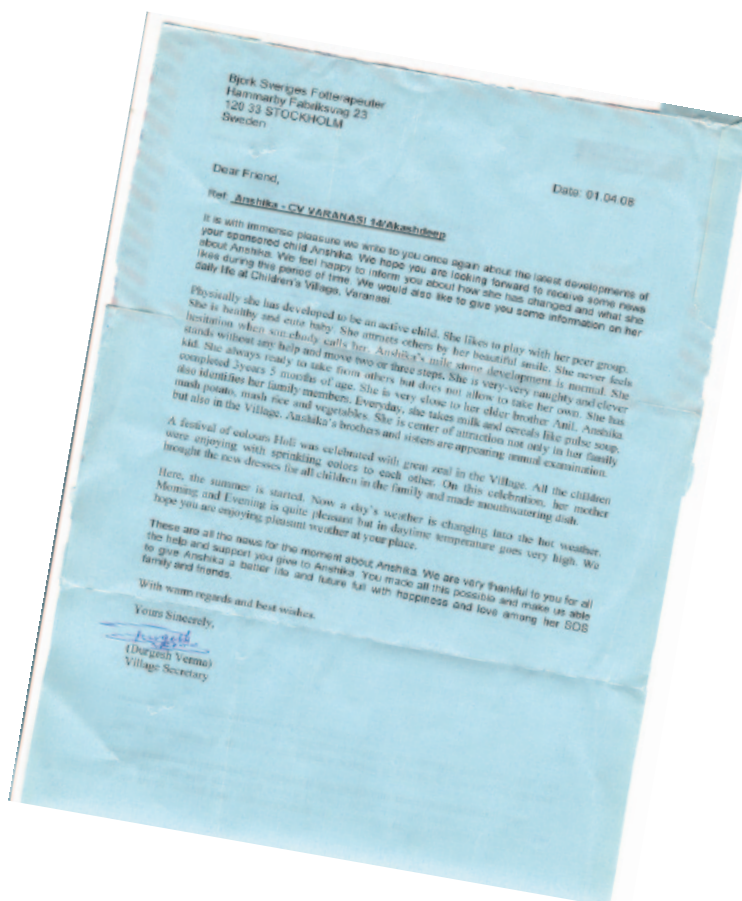 Bjork Sveriges Fotterapeuter
Hammarby Fabriksvag 23
120 33 STOCKHOLM
Sweden
Dear Friend,
Date: 01.04.08
Ref: Anshika - CV VARANASI 14/Akashdeep
It is with immense pleasure we write to you once again about the latest developments of
your sponsored child Anshika. We hope you are looking forward to receive some news
about Anshika. We feel happy to inform you about how she has changed and what she
likes during this period of time. We would also like to give you some information on her
daily life at Children's Village, Varanasi.
Physically she has developed to be an active child. She likes to play with her peer group.
She is healthy and cute baby. She attracts others by her beautiful smile. She never feels
hesitation when calls her. Anshika's mile stone development is normal. She
stands without any help and move two or three steps. She is very-very naughty and clever
kid. She always ready to take from others but does not allow to take her own. She has
completed 3years 5 months of age. She is very close to her elder brother Anil. Anshika
also identifies her family members. Everyday, she takes milk and cereals like pulse soup,
mash potato, mash rice and vegetables. She is center of attraction not only in her family
but also in the Village. Anshika's brothers and sisters are appearing annual examination.
A festival of colours Holi was celebrated with great zeal in the Village. All the children
were enjoying with sprinkling colors to each other. On this celebration, her mother
brought the new dresses for all children in the family and made mouthwatering dish.
Here, the summer is started. Now a day's weather is changing into the hot weather.
Morning and Evening is quite pleasant but in daytime temperature goes very high. We
hope you are enjoying pleasant weather at your place.
These are all the news for the moment about Anshika. We are very thankful to you for all
the help and support you give to Anshika. You made all this possible and make us able
to give Anshika a better life and future full with happiness and love among her SOS
family and friends.
With warm regards and best wishes.
Yours Sincerely,
(Durgesh Verma)
Village Secretary